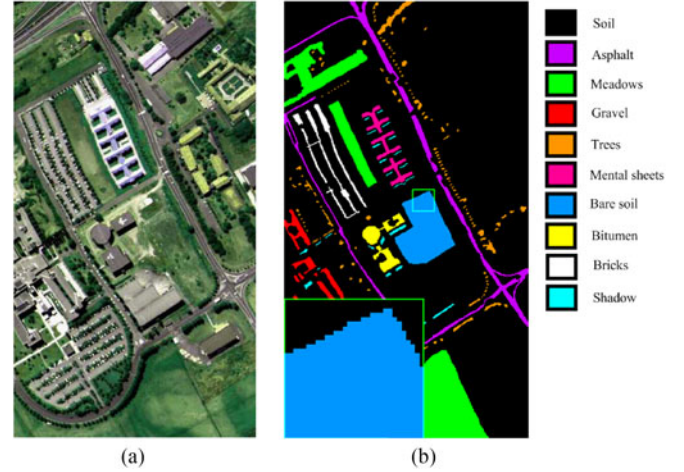 Soil
Asphalt
Meadows
Gravel
Trees
Mental sheets
Bare soil
Bitumen
Bricks
Shadow
(a)
(b)